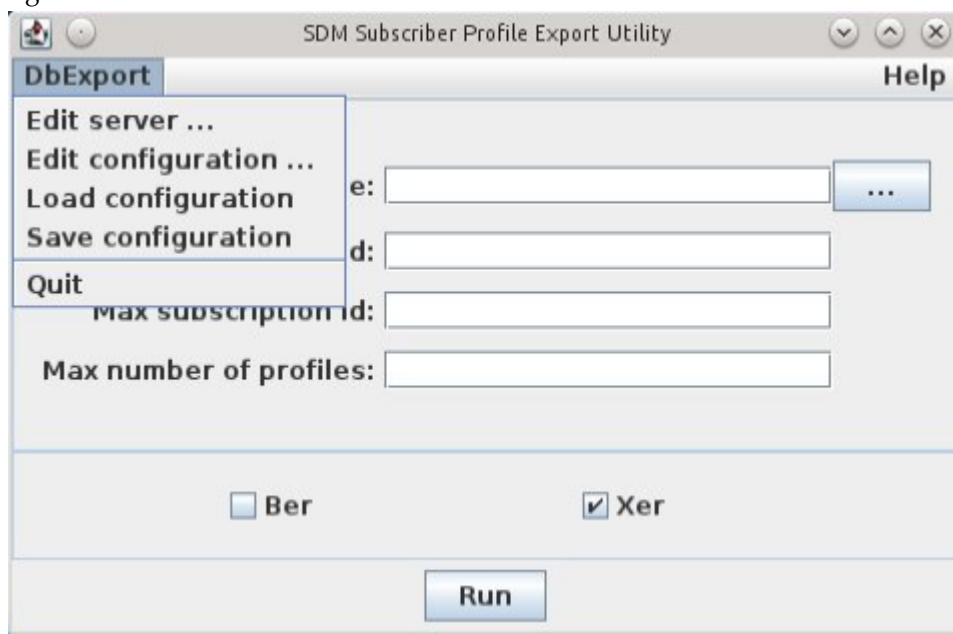 SDM Subscriber Profile Export Utility
DbExport Help
Edit server ...
Edit configuration ...
e: ...
Load configuration
Save configuration
d:
Quit
Max subscription id:
Max number of profiles:
Ber Xer
Run